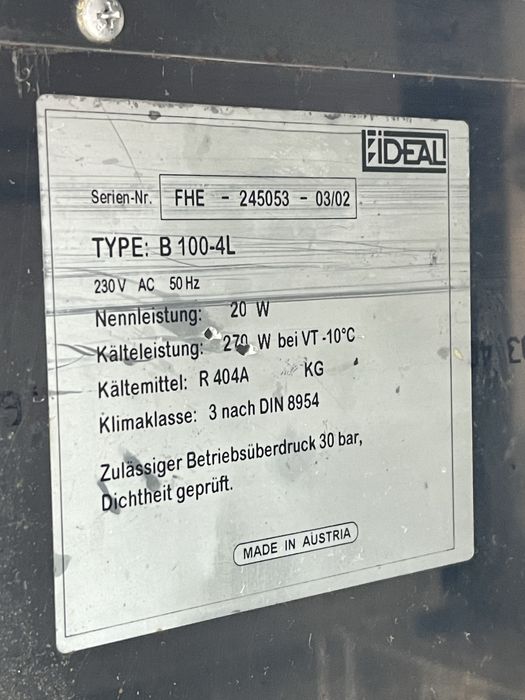 IDEAL
Serien-Nr. FHE - 245053 - 03/02
TYPE: B 100-4L
230 V AC 50 Hz
Nennleistung: 20 W
Kälteleistung: 270 W bei VT -10°C
Kältemittel: R 404A KG
Klimaklasse: 3 nach DIN 8954
Zulässiger Betriebsüberdruck 30 bar,
Dichtheit geprüft.
MADE IN AUSTRIA